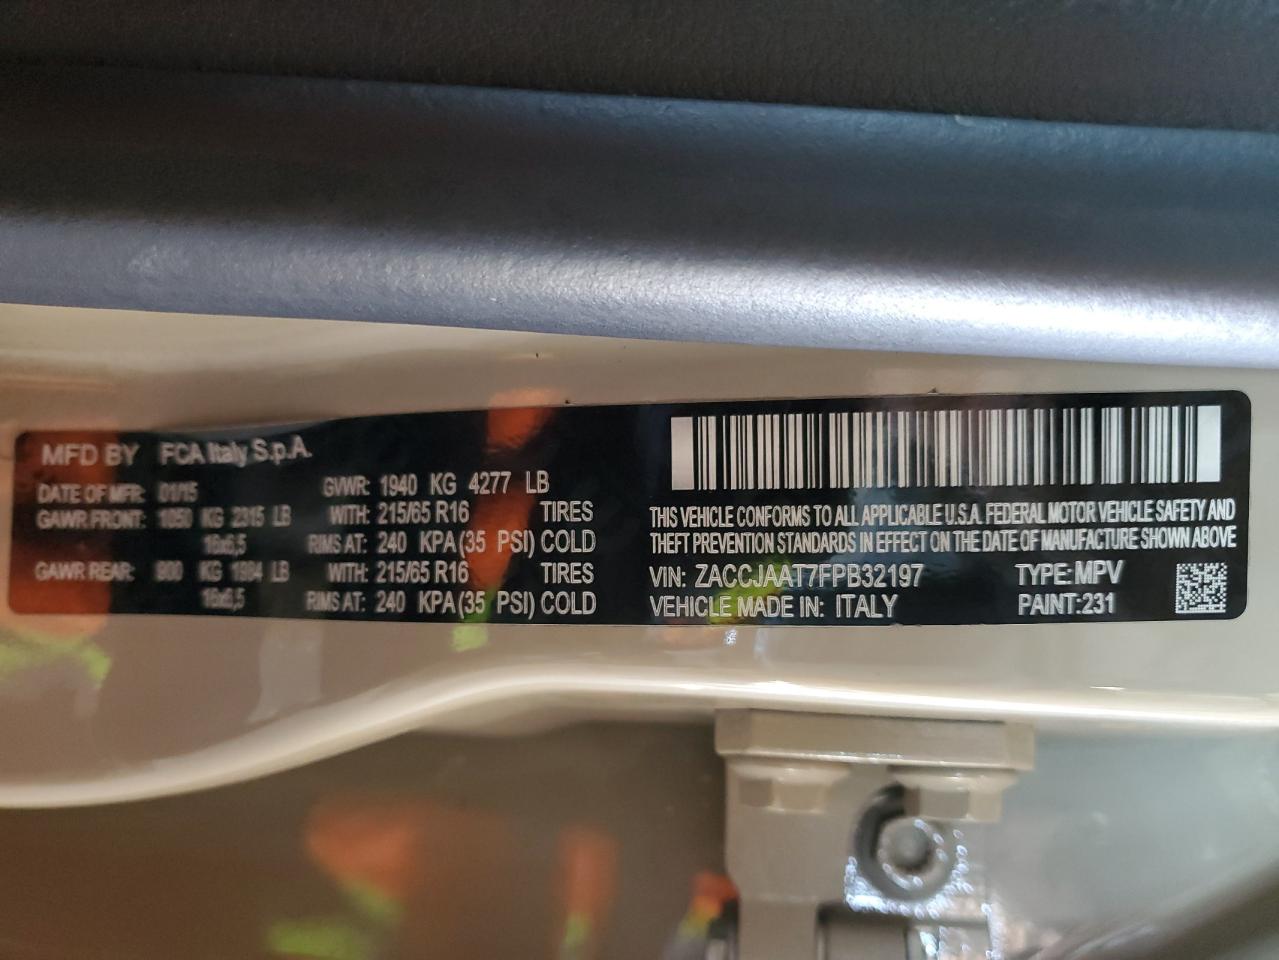 MFD BY FCA Italy S.p.A.
DATE OF MFR: 01/15 GVWR: 1940 KG 4277 LB
GAWR FRONT: 1050 KG 2315 LB WITH: 215/65 R16 TIRES
16x6,5 RIMS AT: 240 KPA(35 PSI) COLD
GAWR REAR: 900 KG 1984 LB WITH: 215/65 R16 TIRES
16x6,5 RIMS AT: 240 KPA(35 PSI) COLD
THIS VEHICLE CONFORMS TO ALL APPLICABLE U.S.A. FEDERAL MOTOR VEHICLE SAFETY AND
THEFT PREVENTION STANDARDS IN EFFECT ON THE DATE OF MANUFACTURE SHOWN ABOVE
VIN: ZACCJAAT7FPB32197 TYPE: MPV
VEHICLE MADE IN: ITALY PAINT: 231